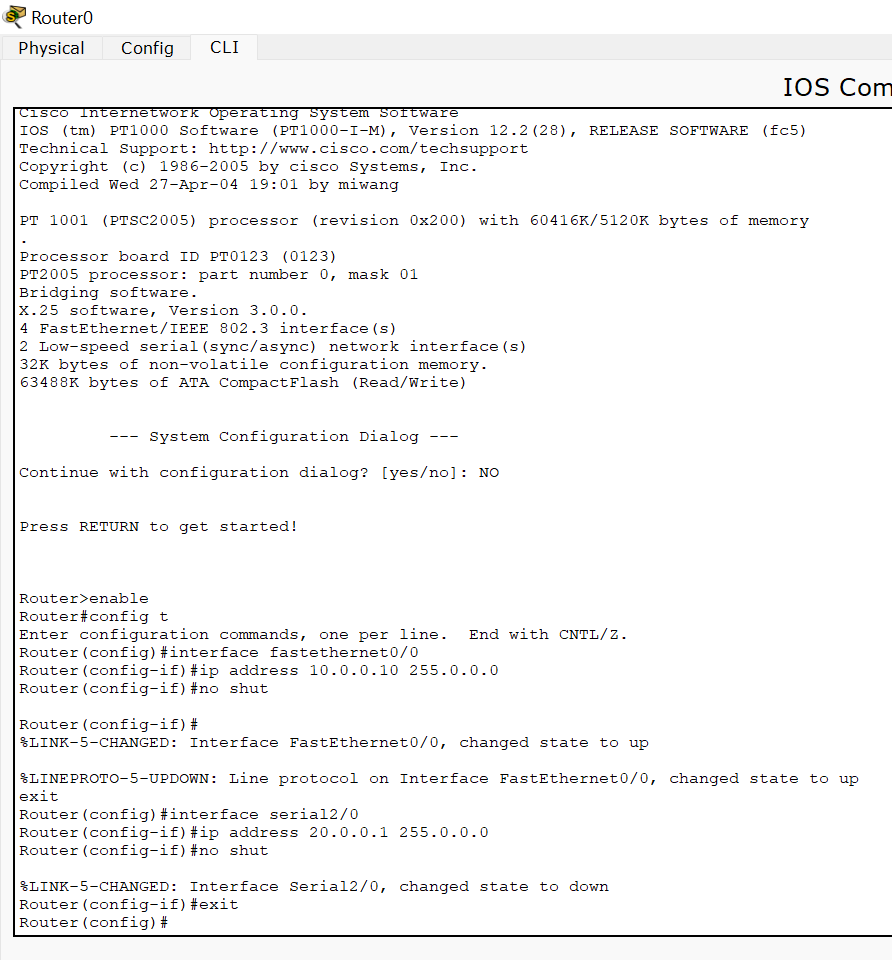 Router0
Physical Config CLI
IOS Com
Cisco Internetwork Operating System Software
IOS (tm) PT1000 Software (PT1000-I-M), Version 12.2(28), RELEASE SOFTWARE (fc5)
Technical Support: http://www.cisco.com/techsupport
Copyright (c) 1986-2005 by cisco Systems, Inc.
Compiled Wed 27-Apr-04 19:01 by miwang
PT 1001 (PTSC2005) processor (revision 0x200) with 60416K/5120K bytes of memory
.
Processor board ID PT0123 (0123)
PT2005 processor: part number 0, mask 01
Bridging software.
X.25 software, Version 3.0.0.
4 FastEthernet/IEEE 802.3 interface(s)
2 Low-speed serial(sync/async) network interface(s)
32K bytes of non-volatile configuration memory.
63488K bytes of ATA CompactFlash (Read/Write)
--- System Configuration Dialog ---
Continue with configuration dialog? [yes/no]: NO
Press RETURN to get started!
Router>enable
Router#config t
Enter configuration commands, one per line.  End with CNTL/Z.
Router(config)#interface fastethernet0/0
Router(config-if)#ip address 10.0.0.10 255.0.0.0
Router(config-if)#no shut
Router(config-if)#
%LINK-5-CHANGED: Interface FastEthernet0/0, changed state to up
%LINEPROTO-5-UPDOWN: Line protocol on Interface FastEthernet0/0, changed state to up
exit
Router(config)#interface serial2/0
Router(config-if)#ip address 20.0.0.1 255.0.0.0
Router(config-if)#no shut
%LINK-5-CHANGED: Interface Serial2/0, changed state to down
Router(config-if)#exit
Router(config)#